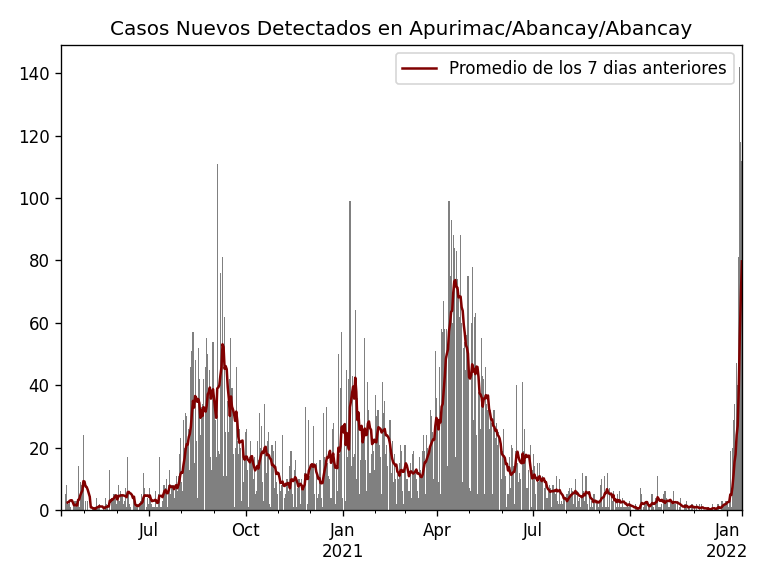 Casos Nuevos Detectados en Apurimac/Abancay/Abancay
Promedio de los 7 dias anteriores
140
120
100
80
60
40
20
0
Jul
Oct
Jan
2021
Apr
Jul
Oct
Jan
2022